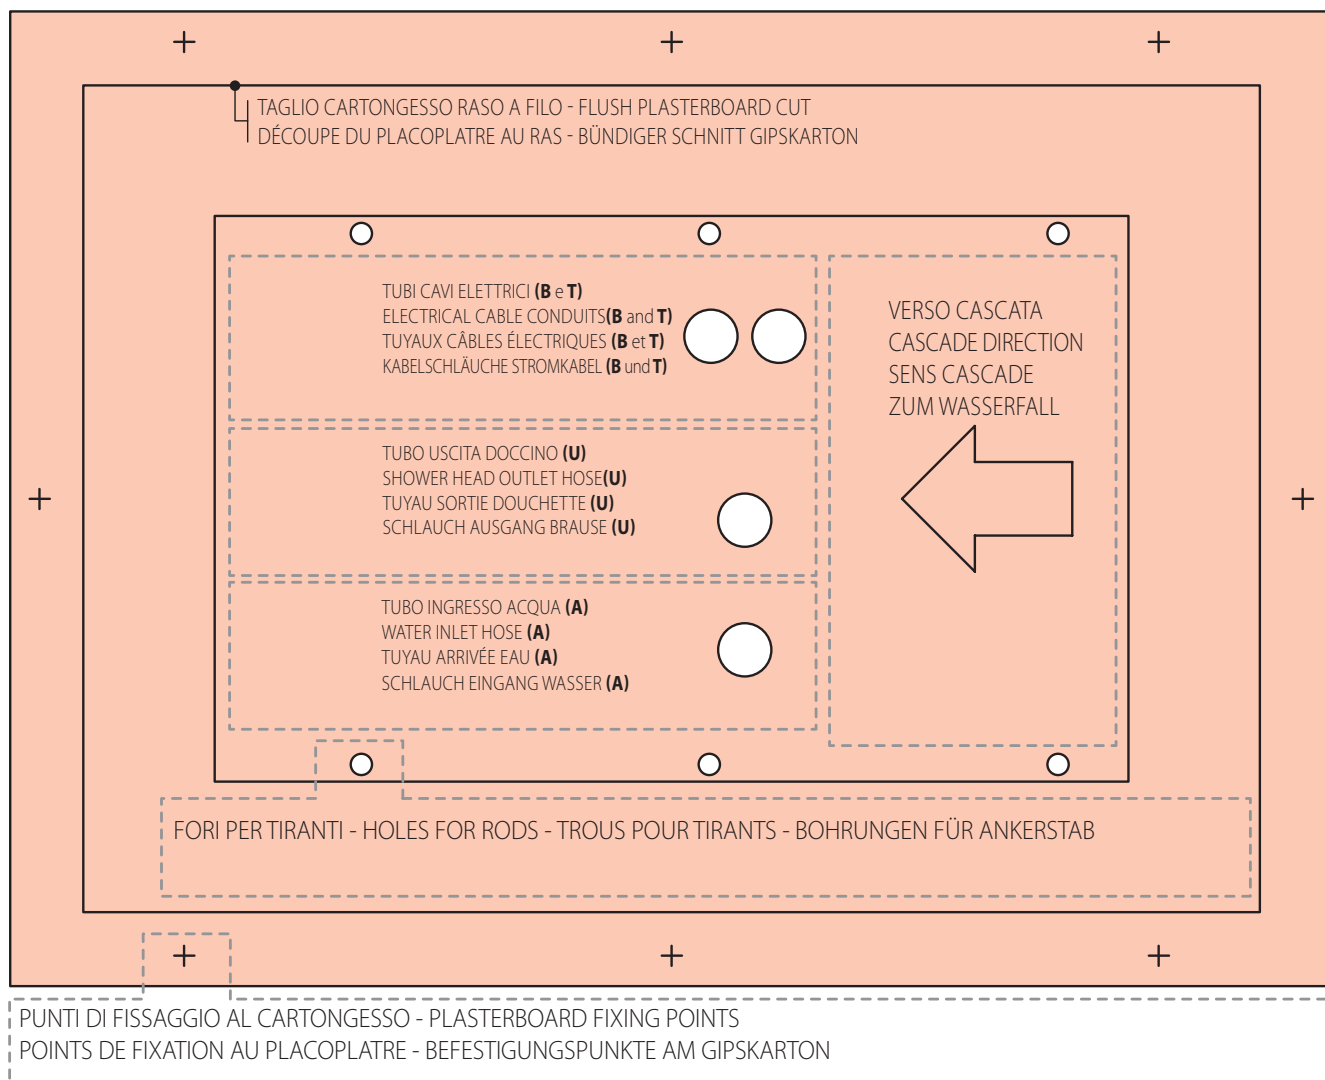 TAGLIO CARTONGESSO RASO A FILO - FLUSH PLASTERBOARD CUT
DÉCOUPE DU PLACOPLATRE AU RAS - BÜNDIGER SCHNITT GIPSKARTON
TUBI CAVI ELETTRICI (B e T)
ELECTRICAL CABLE CONDUITS(B and T)
TUYAUX CÂBLES ÉLECTRIQUES (B et T)
KABELSCHLÄUCHE STROMKABEL (B und T)
VERSO CASCATA
CASCADE DIRECTION
SENS CASCADE
ZUM WASSERFALL
TUBO USCITA DOCCINO (U)
SHOWER HEAD OUTLET HOSE(U)
TUYAU SORTIE DOUCHETTE (U)
SCHLAUCH AUSGANG BRAUSE (U)
TUBO INGRESSO ACQUA (A)
WATER INLET HOSE (A)
TUYAU ARRIVÉE EAU (A)
SCHLAUCH EINGANG WASSER (A)
FORI PER TIRANTI - HOLES FOR RODS - TROUS POUR TIRANTS - BOHRUNGEN FÜR ANKERSTAB
PUNTI DI FISSAGGIO AL CARTONGESSO - PLASTERBOARD FIXING POINTS
POINTS DE FIXATION AU PLACOPLATRE - BEFESTIGUNGSPUNKTE AM GIPSKARTON